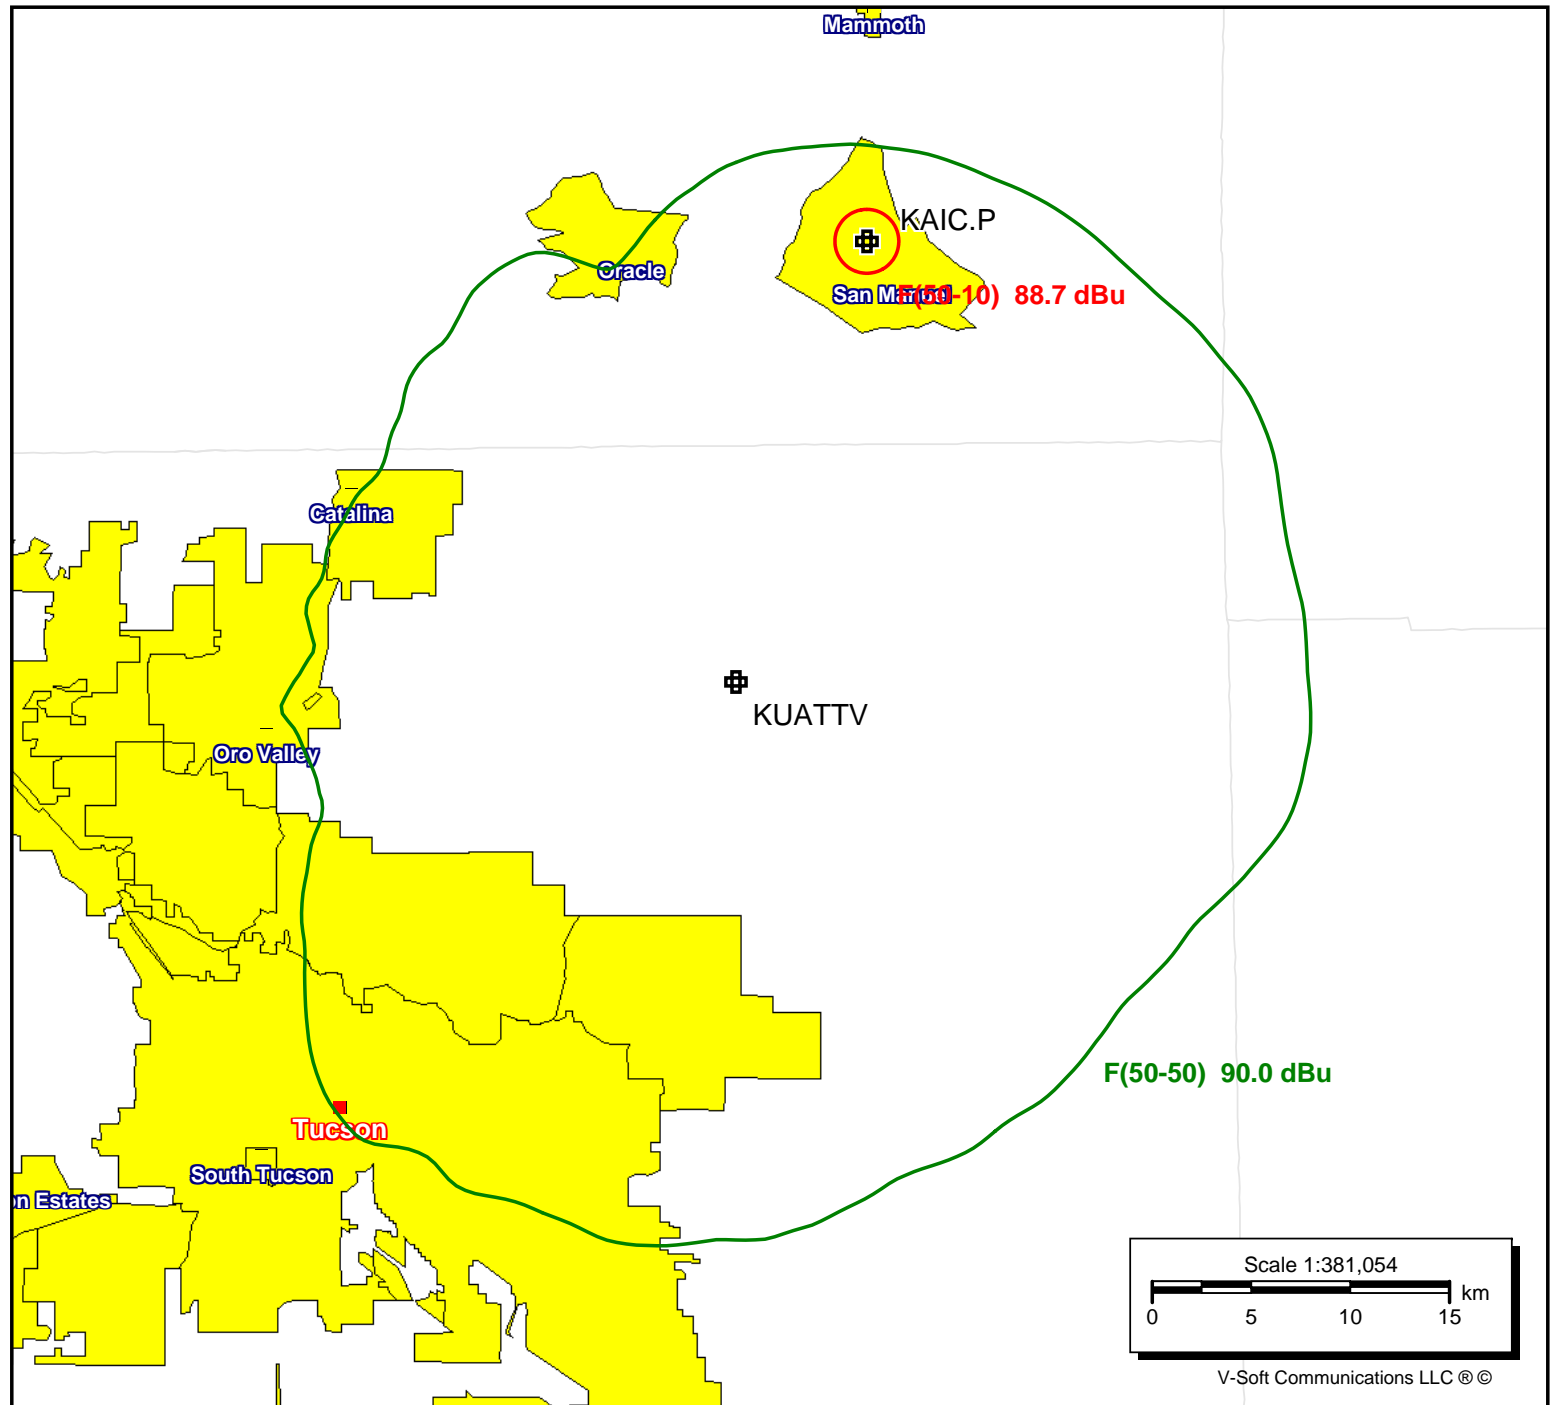 Mammoth
KAIC.P
Oracle
San Manuel
F(50-10) 88.7 dBu
Catalina
KUATTV
Oro Valley
F(50-50) 90.0 dBu
Tucson
South Tucson
n Estates
Scale 1:381,054
km
0 5 10 15
V-Soft Communications LLC ® ©